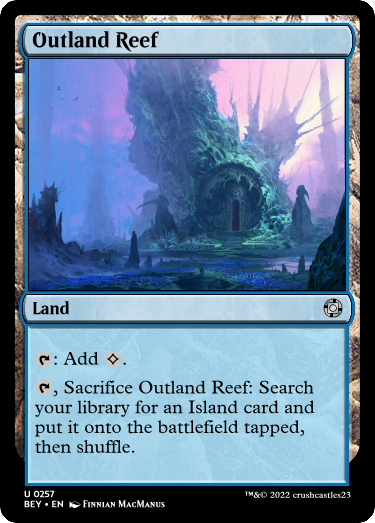 Outland Reef
Land
: Add .
, Sacrifice Outland Reef: Search
your library for an Island card and
put it onto the battlefield tapped,
then shuffle.
U 0257
BEY • EN Finnian MacManus
™&© 2022 crushcastles23